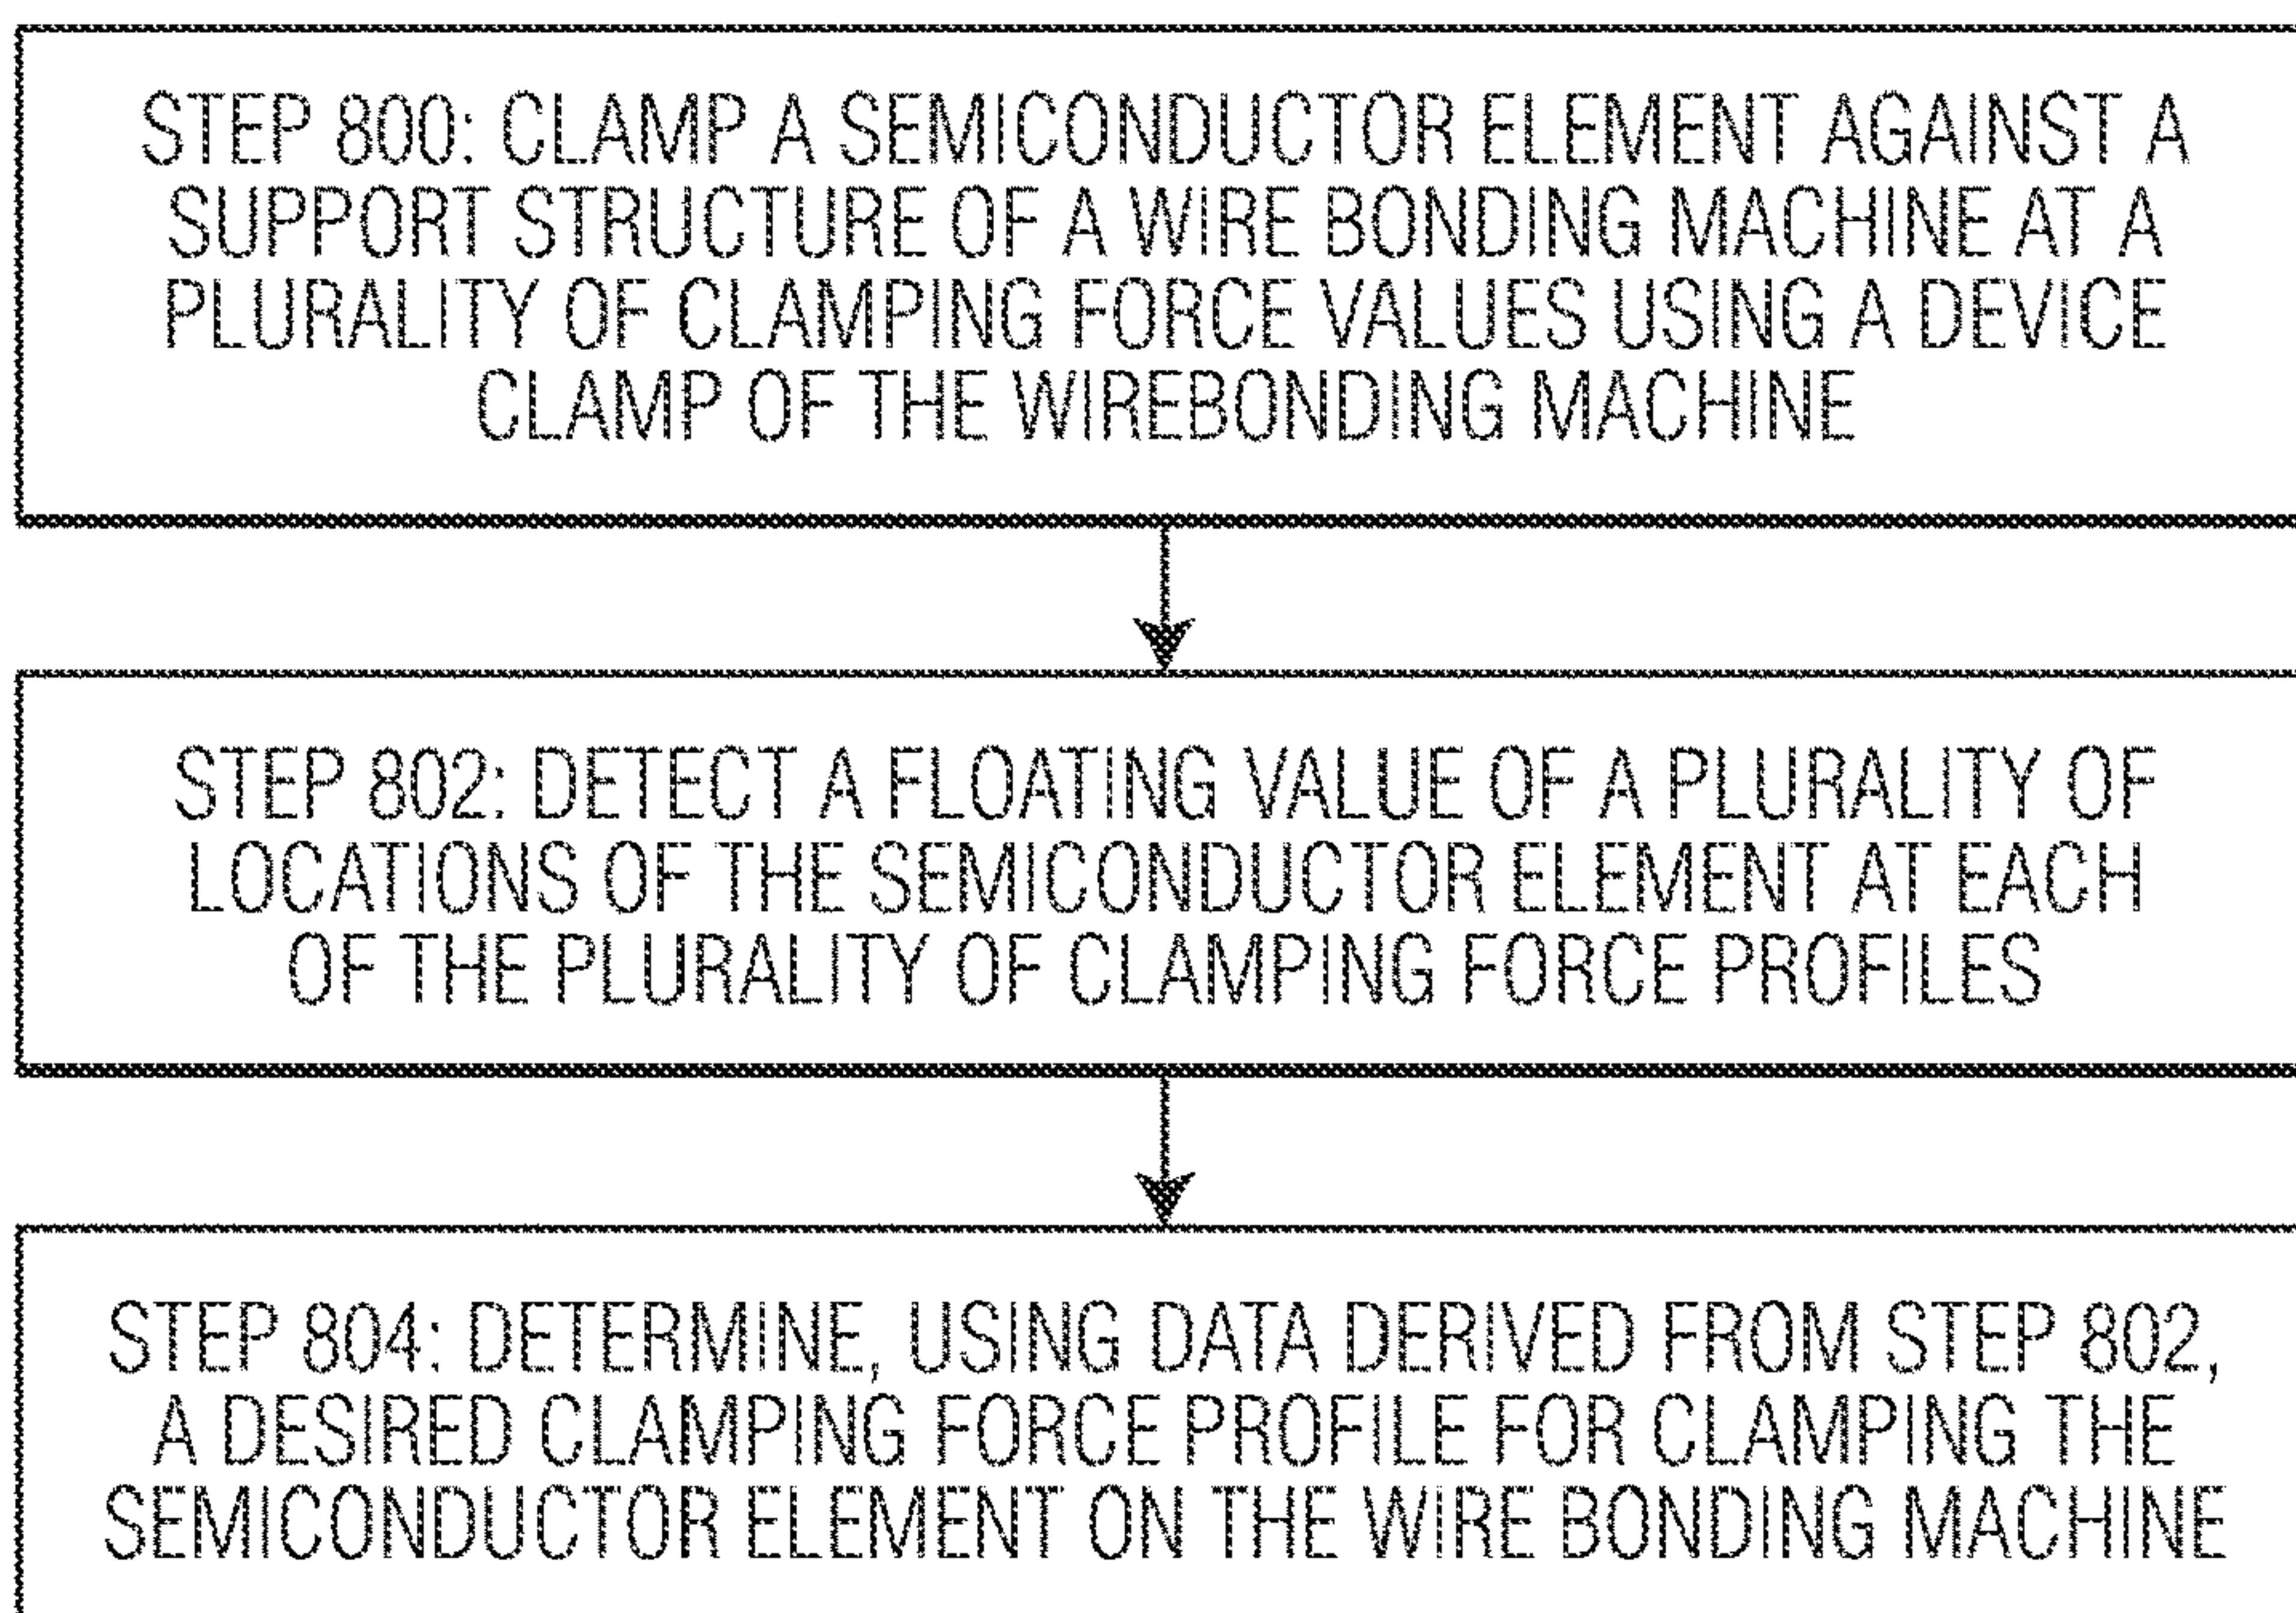 STEP 800: CLAMP A SEMICONDUCTOR ELEMENT AGAINST A
SUPPORT STRUCTURE OF A WIRE BONDING MACHINE AT A
PLURALITY OF CLAMPING FORCE VALUES USING A DEVICE
CLAMP OF THE WIREBONDING MACHINE
STEP 802: DETECT A FLOATING VALUE OF A PLURALITY OF
LOCATIONS OF THE SEMICONDUCTOR ELEMENT AT EACH
OF THE PLURALITY OF CLAMPING FORCE PROFILES
STEP 804: DETERMINE, USING DATA DERIVED FROM STEP 802,
A DESIRED CLAMPING FORCE PROFILE FOR CLAMPING THE
SEMICONDUCTOR ELEMENT ON THE WIRE BONDING MACHINE